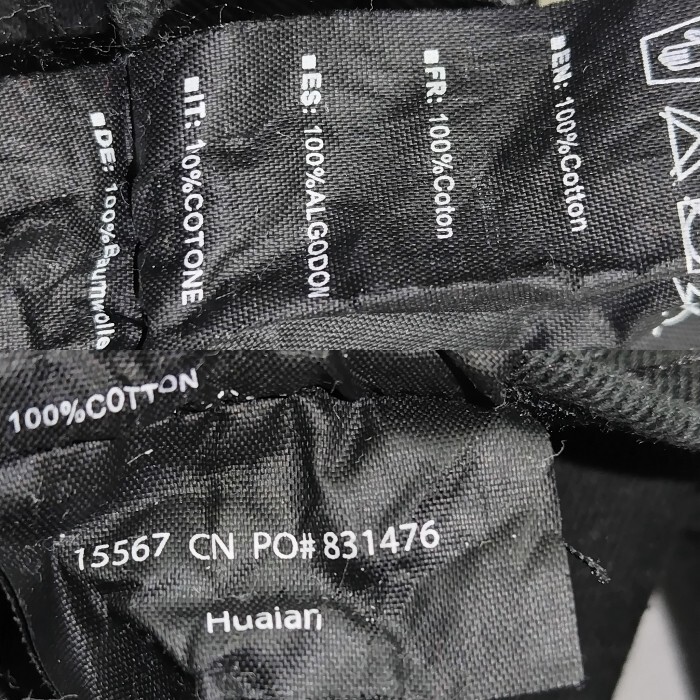 ■EN: 100%Cotton
■FR: 100%Coton
■ES: 100%ALGODON
■IT: 10%COTONE
■DE: 100%Baumwolle
100%COTTON
15567 CN PO#831476
Huaian